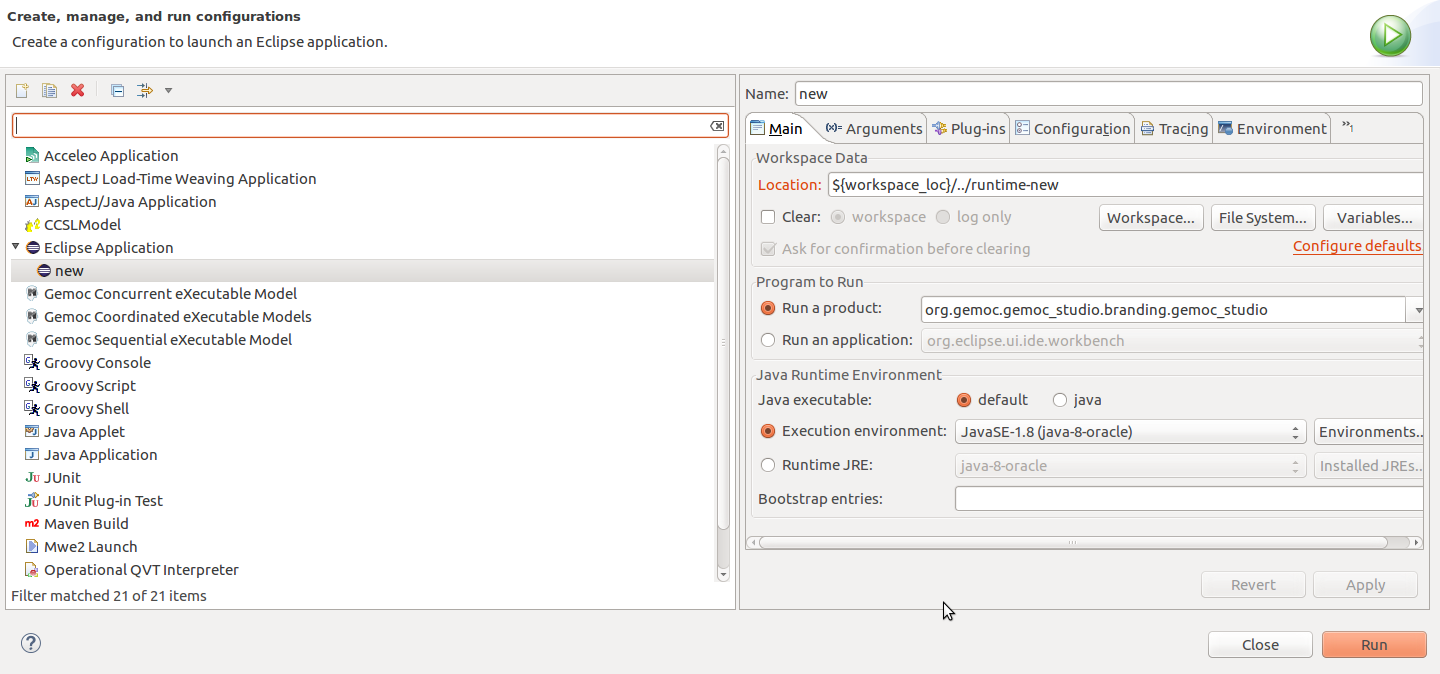 Create, manage, and run configurations
Create a configuration to launch an Eclipse application.
Acceleo Application
AspectJ Load-Time Weaving Application
AspectJ/Java Application
CCSLModel
Eclipse Application
new
Gemoc Concurrent eXecutable Model
Gemoc Coordinated eXecutable Models
Gemoc Sequential eXecutable Model
Groovy Console
Groovy Script
Groovy Shell
Java Applet
Java Application
JUnit
JUnit Plug-in Test
Maven Build
Mwe2 Launch
Operational QVT Interpreter
Filter matched 21 of 21 items
Name: new
Main Arguments Plug-ins Configuration Tracing Environment »1
Workspace Data
Location: ${workspace_loc}/../runtime-new
Clear: workspace log only Workspace... File System... Variables...
Ask for confirmation before clearing Configure defaults
Program to Run
Run a product: org.gemoc.gemoc_studio.branding.gemoc_studio
Run an application: org.eclipse.ui.ide.workbench
Java Runtime Environment
Java executable: default java
Execution environment: JavaSE-1.8 (java-8-oracle) Environments..
Runtime JRE: java-8-oracle Installed JREs..
Bootstrap entries:
Revert Apply
Close Run